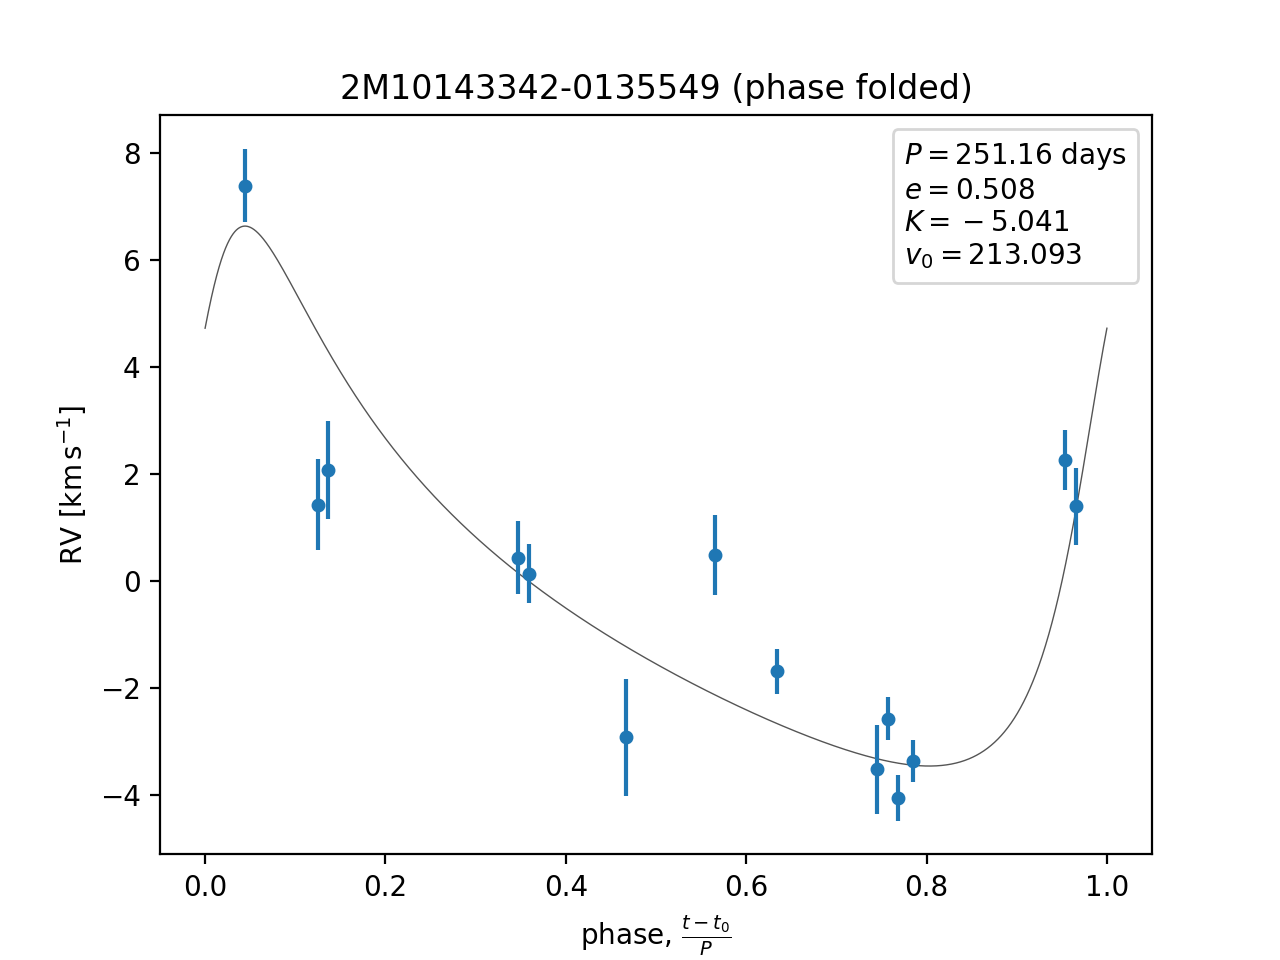 2M10143342-0135549 (phase folded)
P = 251.16 days
e = 0.508
K = −5.041
v₀ = 213.093
8
6
4
2
0
−2
−4
RV [km s⁻¹]
0.0 0.2 0.4 0.6 0.8 1.0
phase, (t − t₀)/P